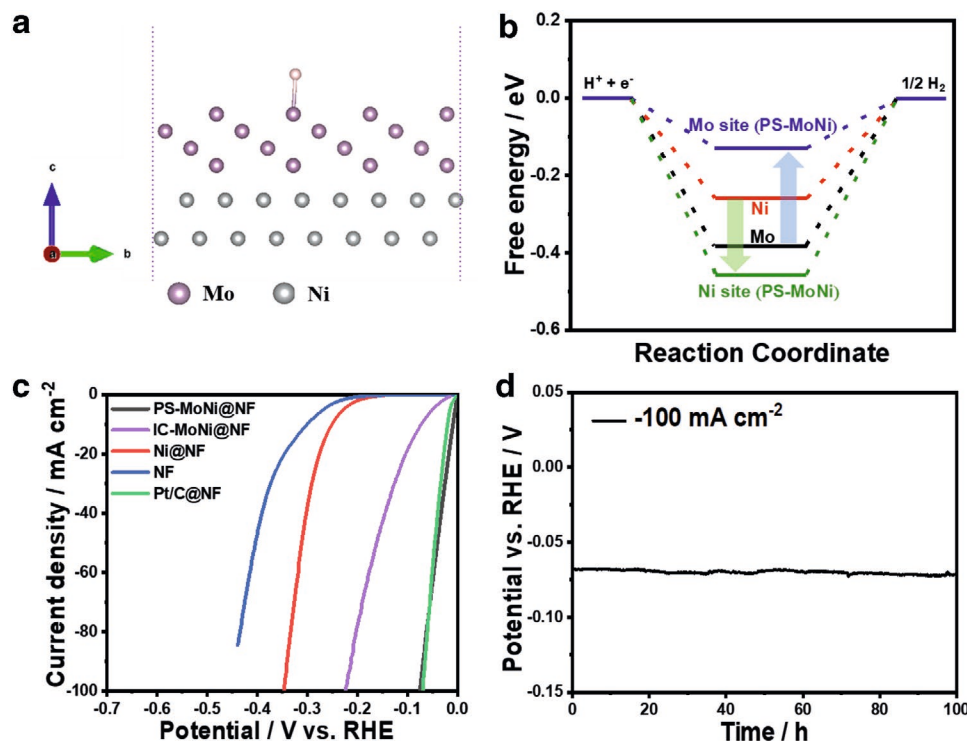 a
c
a
b
Mo
Ni
b
Free energy / eV
0.2
0.0
-0.2
-0.4
-0.6
H⁺ + e⁻
1/2 H₂
Mo site (PS-MoNi)
Ni
Mo
Ni site (PS-MoNi)
Reaction Coordinate
c
Current density / mA cm⁻²
0
-20
-40
-60
-80
-100
PS-MoNi@NF
IC-MoNi@NF
Ni@NF
NF
Pt/C@NF
-0.7 -0.6 -0.5 -0.4 -0.3 -0.2 -0.1 0.0
Potential / V vs. RHE
d
Potential vs. RHE / V
0.05
0.00
-0.05
-0.10
-0.15
-100 mA cm⁻²
0 20 40 60 80 100
Time / h